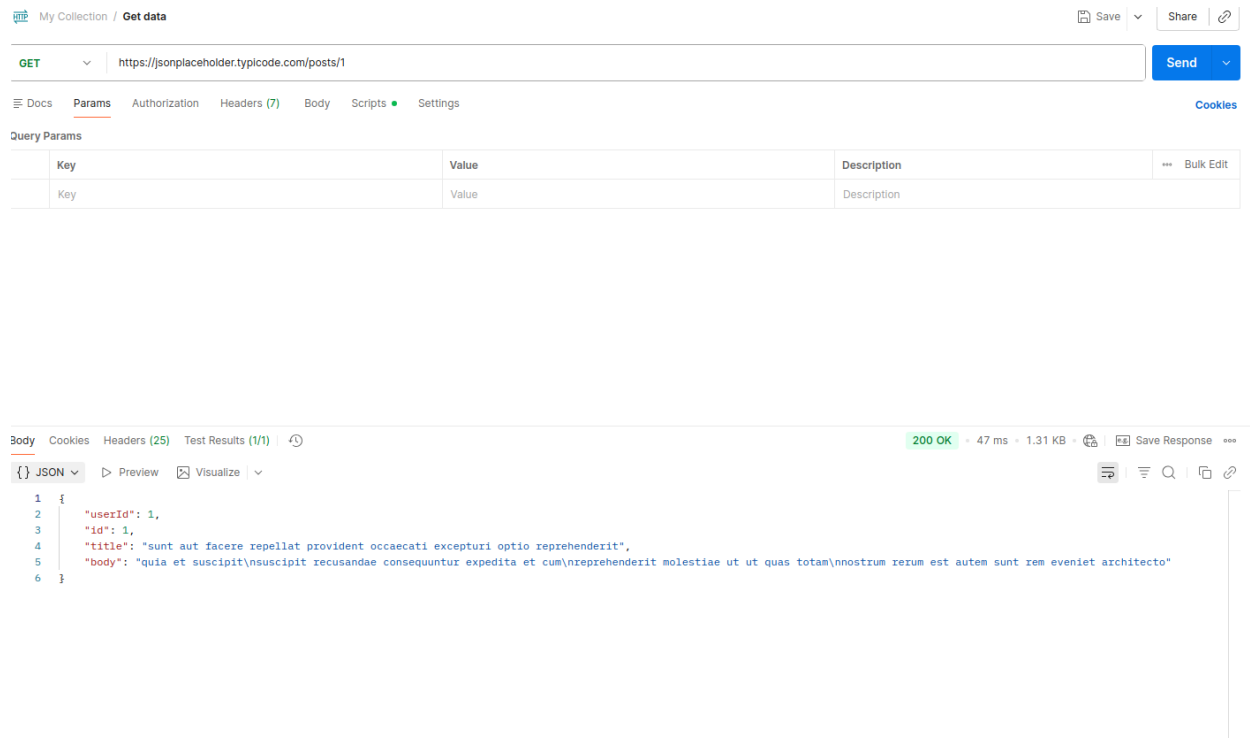 HTTP My Collection / Get data Save Share
GET https://jsonplaceholder.typicode.com/posts/1 Send
Docs Params Authorization Headers (7) Body Scripts Settings Cookies
Query Params
Key Value Description ••• Bulk Edit
Key Value Description
Body Cookies Headers (25) Test Results (1/1) 200 OK • 47 ms • 1.31 KB • e.g. Save Response
{} JSON Preview Visualize
1 {
2 "userId": 1,
3 "id": 1,
4 "title": "sunt aut facere repellat provident occaecati excepturi optio reprehenderit",
5 "body": "quia et suscipit\nsuscipit recusandae consequuntur expedita et cum\nreprehenderit molestiae ut ut quas totam\nnostrum rerum est autem sunt rem eveniet architecto"
6 }